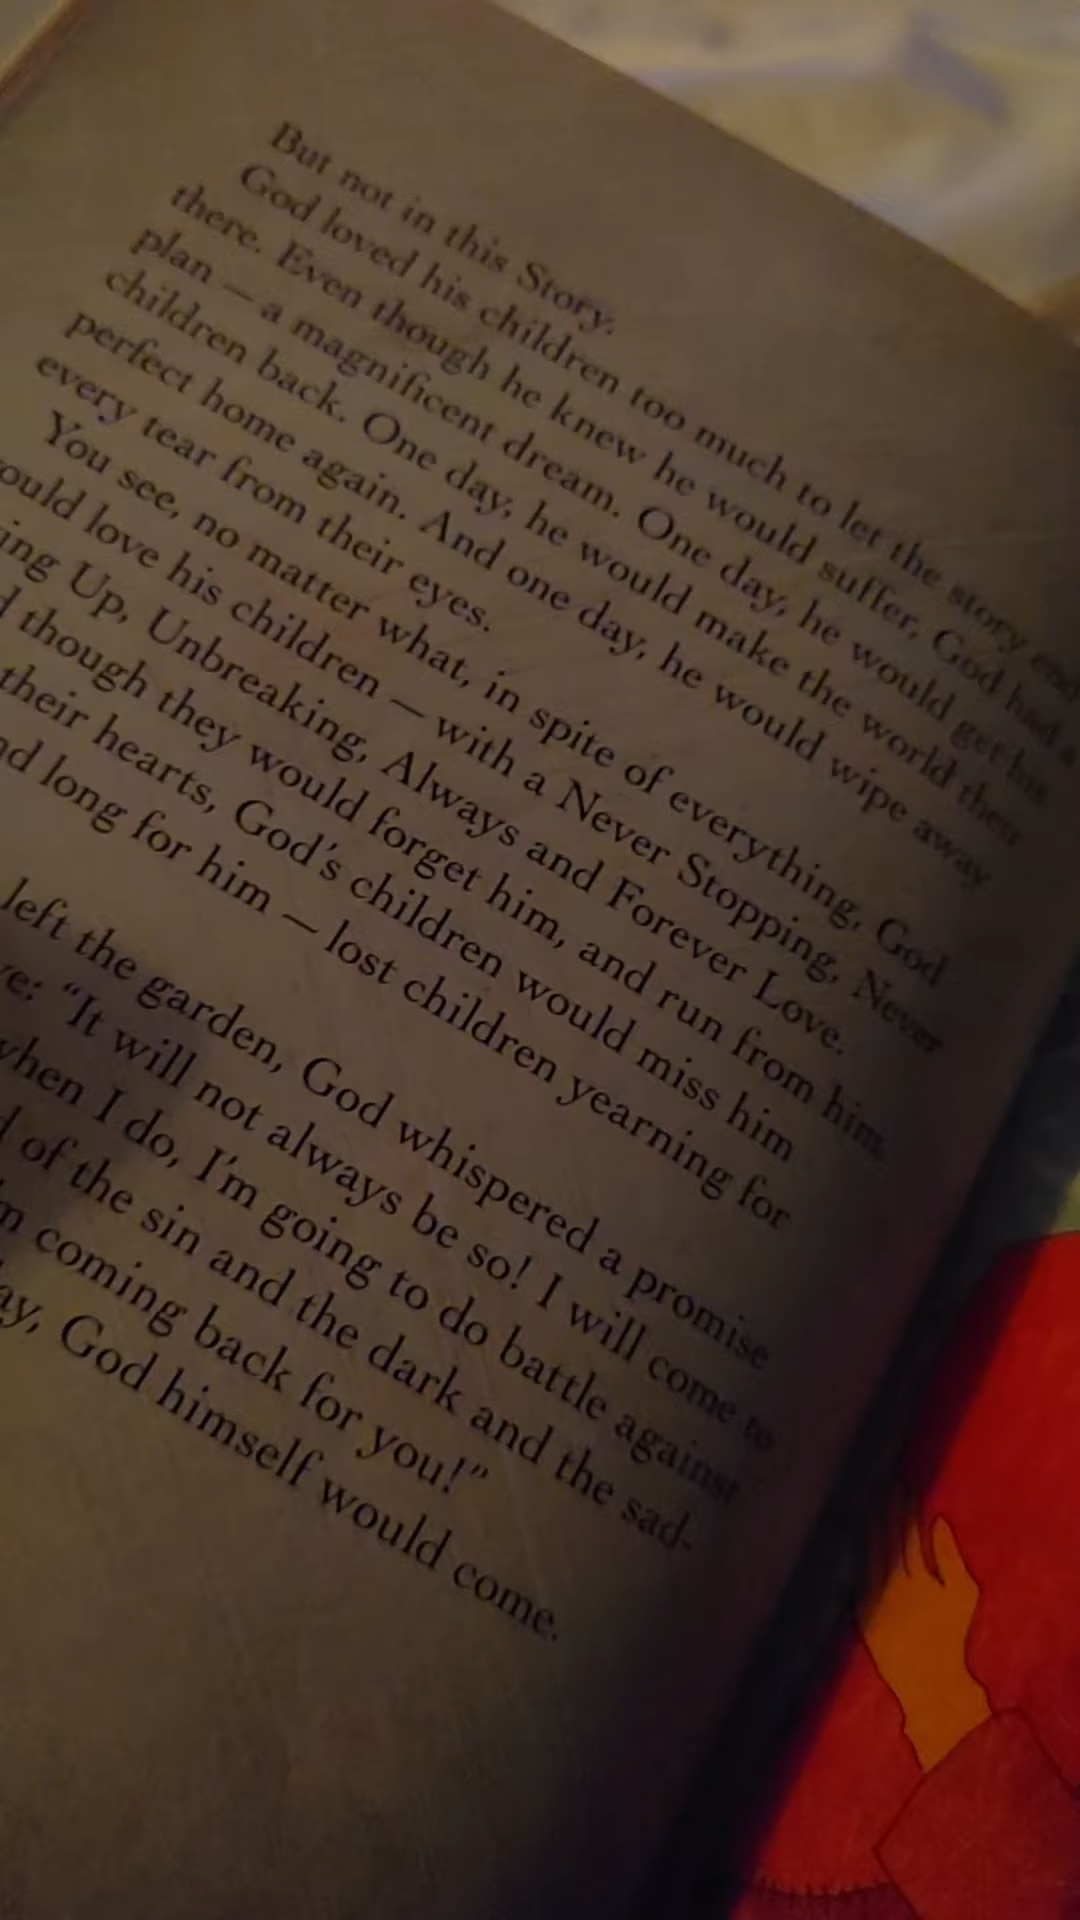 But not in this Story.
God loved his children too much to let the story end
there. Even though he knew he would suffer, God had a
plan — a magnificent dream. One day, he would get his
children back. One day, he would make the world their
perfect home again. And one day, he would wipe away
every tear from their eyes.
You see, no matter what, in spite of everything, God
ould love his children — with a Never Stopping, Never
ing Up, Unbreaking, Always and Forever Love.
d though they would forget him, and run from him,
their hearts, God's children would miss him
nd long for him — lost children yearning for
left the garden, God whispered a promise
ve: “It will not always be so! I will come to
when I do, I'm going to do battle against
d of the sin and the dark and the sad-
'm coming back for you!”
ay, God himself would come.